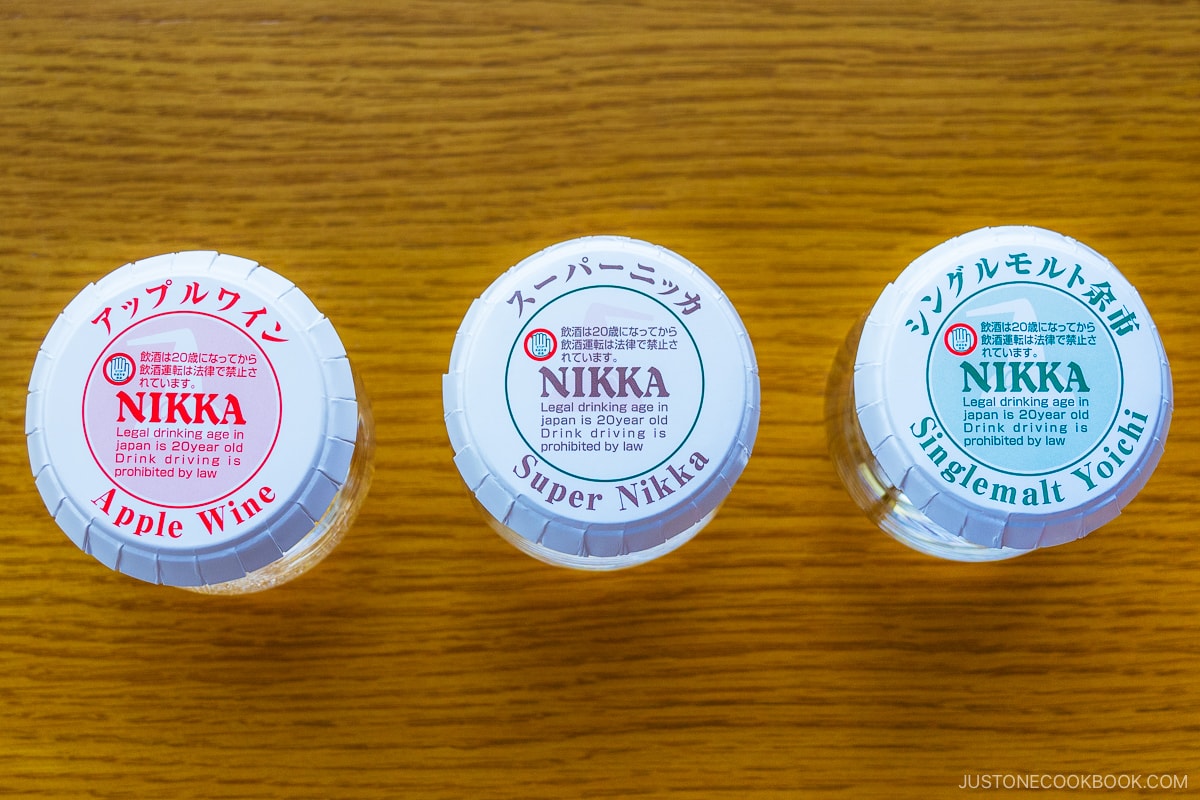 アップルワイン
飲酒は20歳になってから
飲酒運転は法律で禁止さ
れています。
NIKKA
Legal drinking age in
japan is 20year old
Drink driving is
prohibited by law
Apple Wine
スーパーニッカ
飲酒は20歳になってから
飲酒運転は法律で禁止さ
れています。
NIKKA
Legal drinking age in
japan is 20year old
Drink driving is
prohibited by law
Super Nikka
シングルモルト余市
飲酒は20歳になってから
飲酒運転は法律で禁止さ
れています。
NIKKA
Legal drinking age in
japan is 20year old
Drink driving is
prohibited by law
Singlemalt Yoichi
JUSTONECOOKBOOK.COM